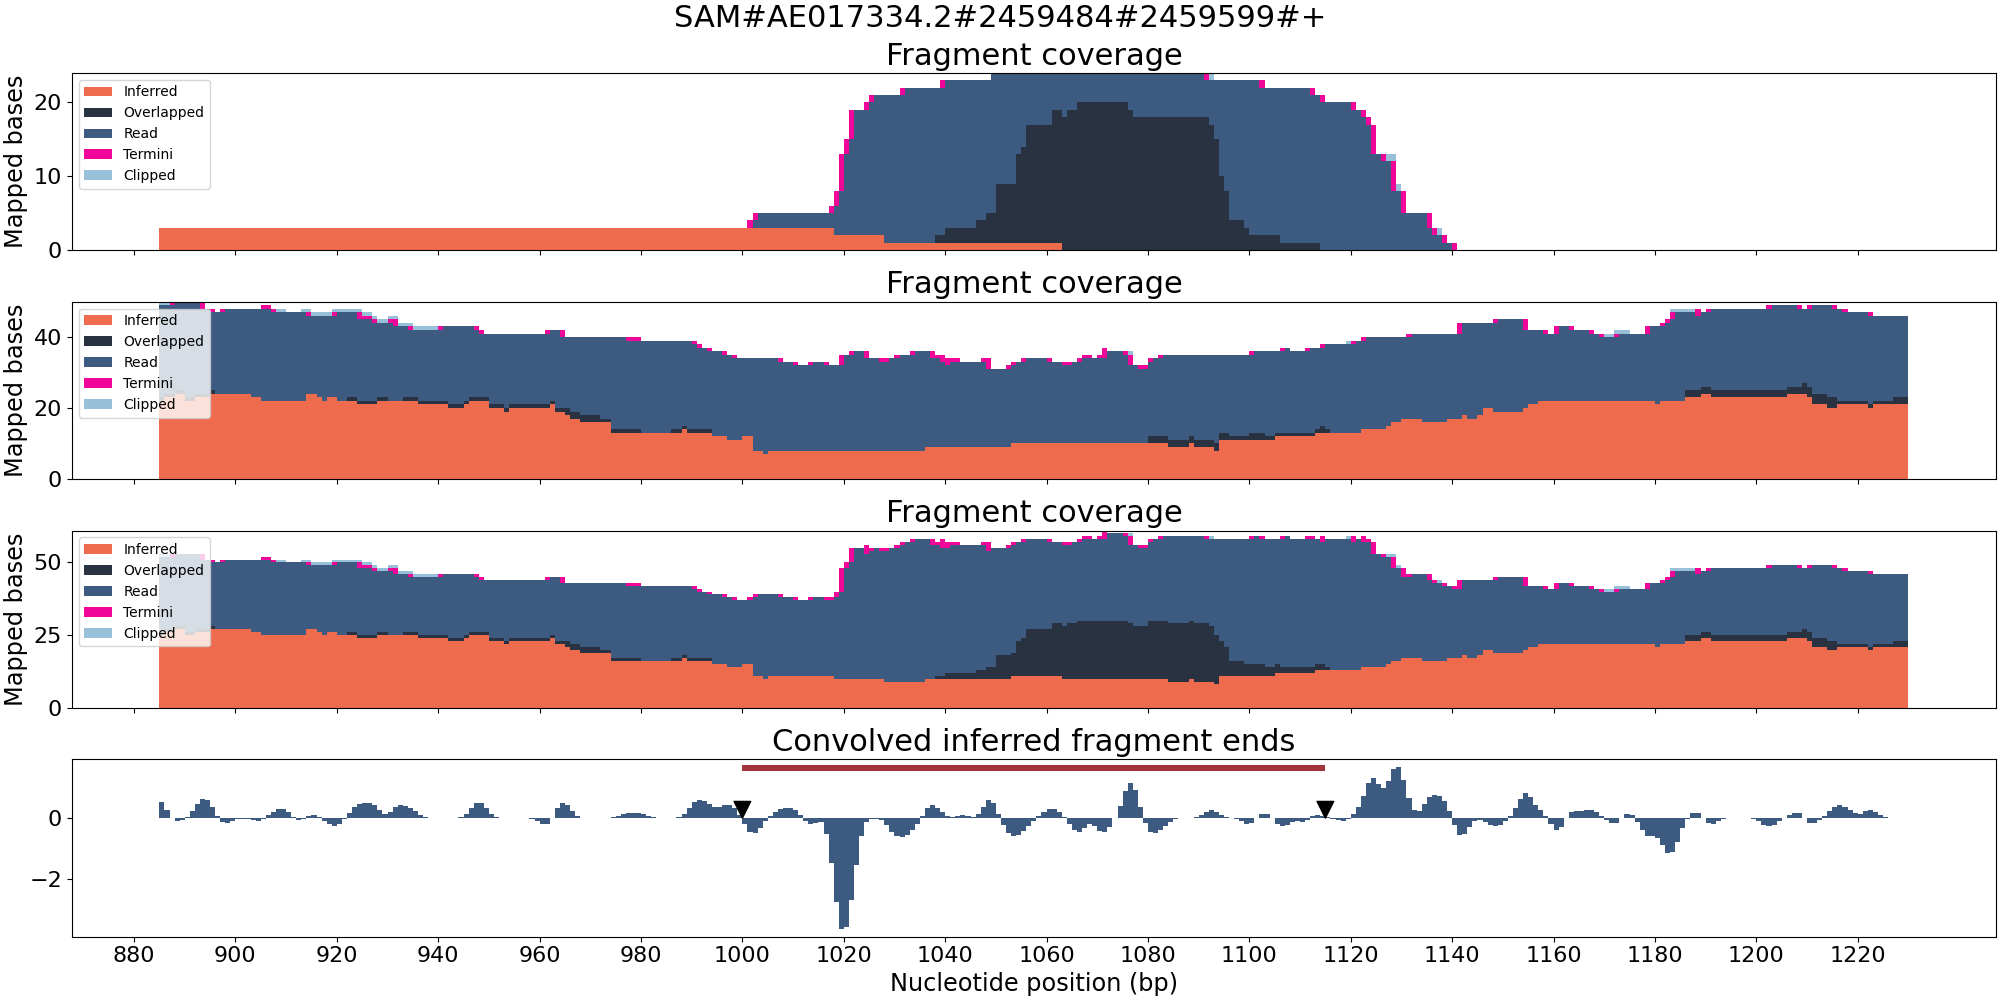 SAM#AE017334.2#2459484#2459599#+
Fragment coverage
Mapped bases
20
10
0
Inferred
Overlapped
Read
Termini
Clipped
Fragment coverage
Mapped bases
40
20
0
Inferred
Overlapped
Read
Termini
Clipped
Fragment coverage
Mapped bases
50
25
0
Inferred
Overlapped
Read
Termini
Clipped
Convolved inferred fragment ends
0
−2
880 900 920 940 960 980 1000 1020 1040 1060 1080 1100 1120 1140 1160 1180 1200 1220
Nucleotide position (bp)